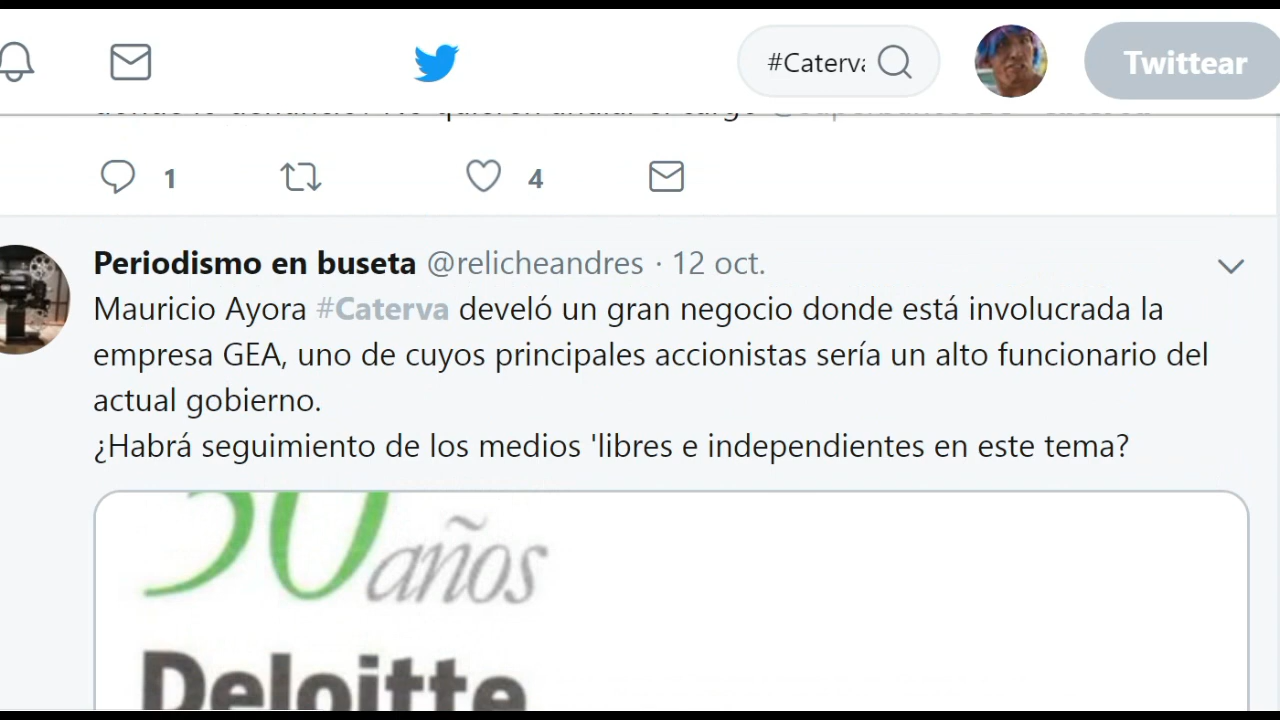 #Caterva
Twittear
1
4
Periodismo en buseta @relicheandres · 12 oct.
Mauricio Ayora #Caterva develó un gran negocio donde está involucrada la
empresa GEA, uno de cuyos principales accionistas sería un alto funcionario del
actual gobierno.
¿Habrá seguimiento de los medios 'libres e independientes en este tema?
50 años
Deloitte